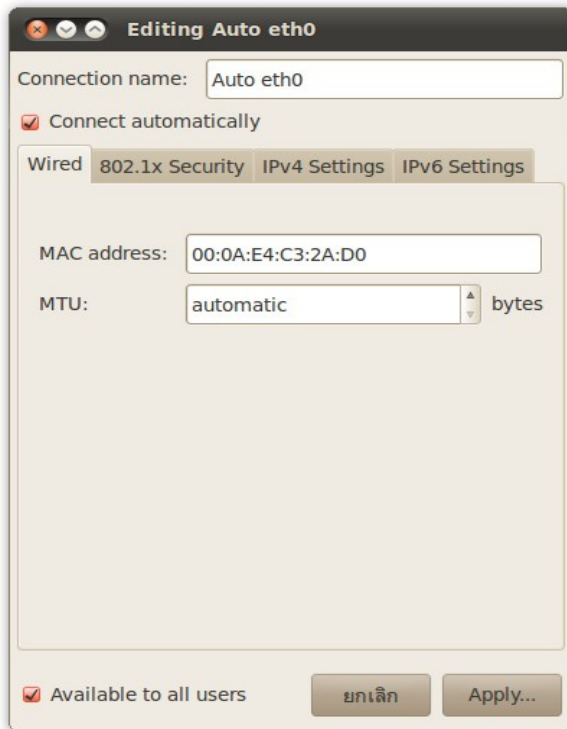 Editing Auto eth0
Connection name: Auto eth0
Connect automatically
Wired 802.1x Security IPv4 Settings IPv6 Settings
MAC address: 00:0A:E4:C3:2A:D0
MTU: automatic bytes
Available to all users ยกเลิก Apply...